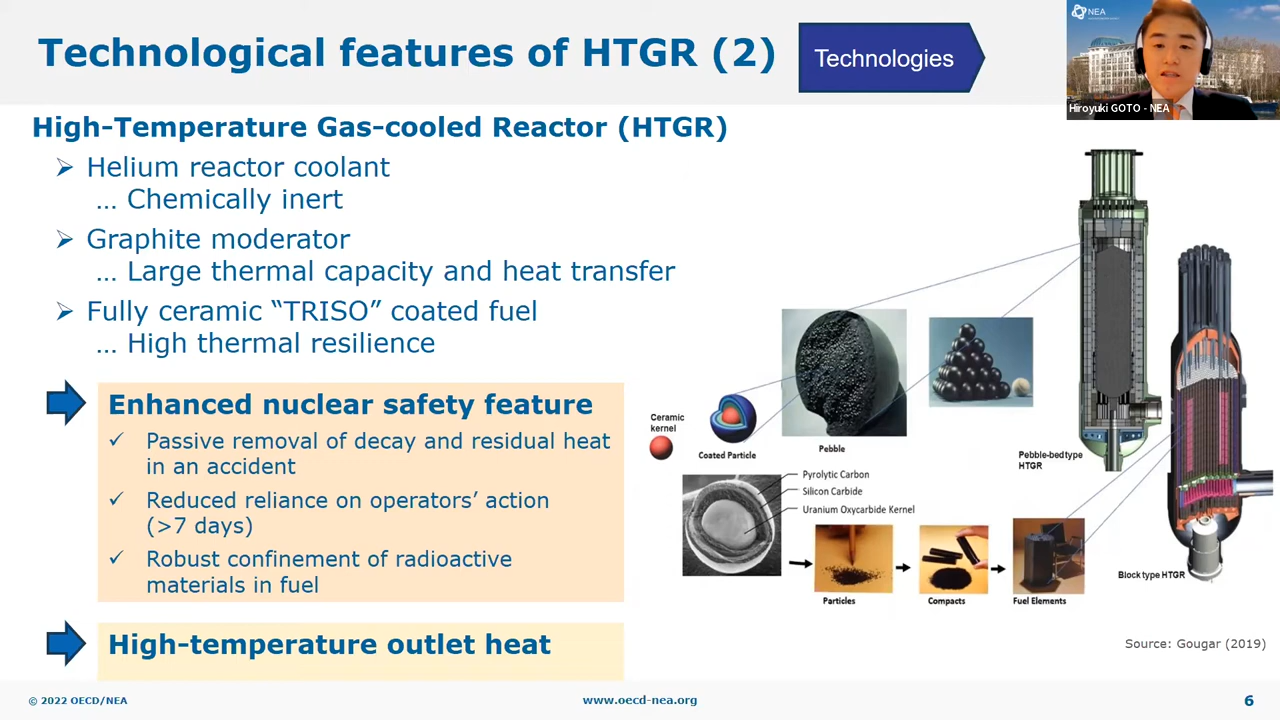 Technological features of HTGR (2)
Technologies
NEA
Hiroyuki GOTO - NEA
High-Temperature Gas-cooled Reactor (HTGR)
➢ Helium reactor coolant
… Chemically inert
➢ Graphite moderator
… Large thermal capacity and heat transfer
➢ Fully ceramic “TRISO” coated fuel
… High thermal resilience
Enhanced nuclear safety feature
✓ Passive removal of decay and residual heat
in an accident
✓ Reduced reliance on operators’ action
(>7 days)
✓ Robust confinement of radioactive
materials in fuel
High-temperature outlet heat
Ceramic
kernel
Coated Particle
Pebble
Pebble-bed type
HTGR
Pyrolytic Carbon
Silicon Carbide
Uranium Oxycarbide Kernel
Particles
Compacts
Fuel Elements
Block type HTGR
Source: Gougar (2019)
© 2022 OECD/NEA
www.oecd-nea.org
6